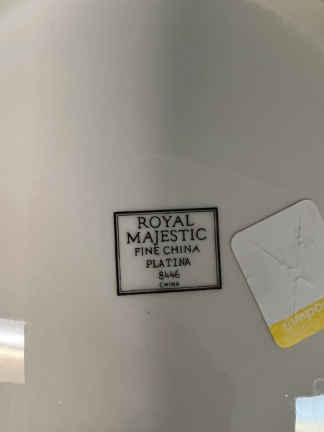 ROYAL
MAJESTIC
FINE CHINA
PLATINA
8446
CHINA